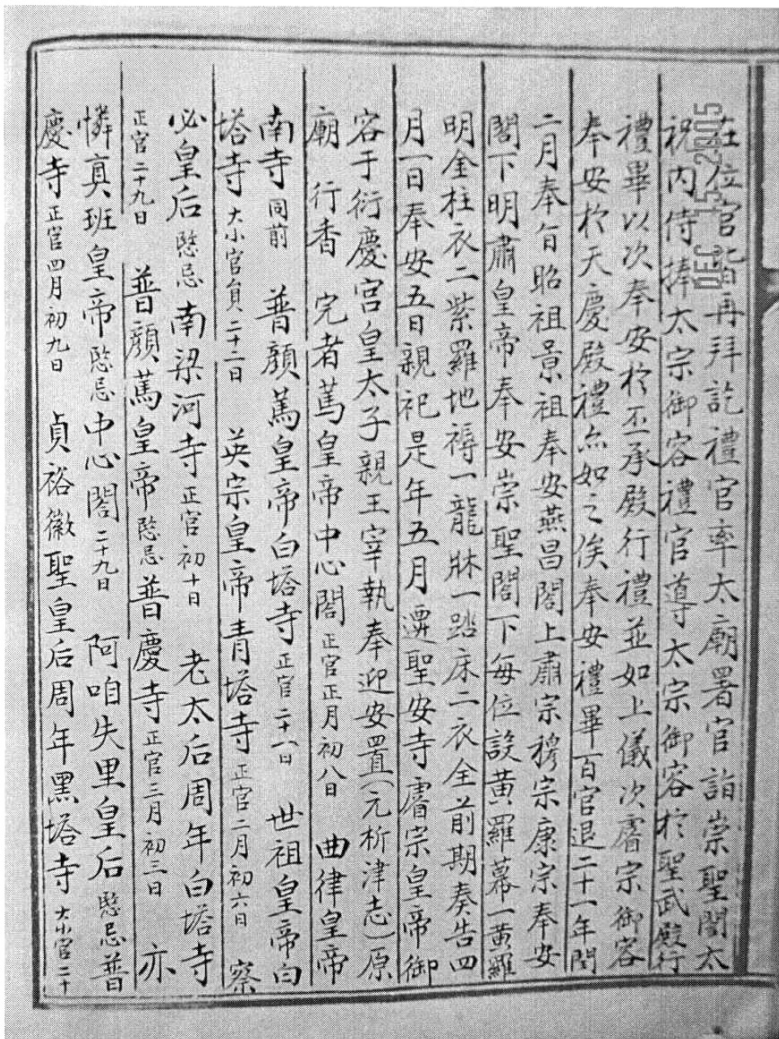 在位官皆再拜訖禮官率太廟署官詣崇聖閣太
祝內侍捧太宗御容禮官導太宗御容於聖武殿行
禮畢以次奉安於丕承殿行禮並如上儀次睿宗御容
奉安於天慶殿禮亦如之俟奉安禮畢百官退二十一年閏
二月奉旨昭祖景祖奉安燕昌閣上肅宗穆宗康宗奉安
閣下明肅皇帝奉安崇聖閣下每位設黃羅幕一黃羅
明金柱衣二紫羅地褥一龍牀一踏床二衣全前期奏告四
月一日奉安五日親祀是年五月遷聖安寺睿宗皇帝御
容于衍慶宮皇太子親王宰執奉迎安置(元析津志)原
廟 行香 完者篤皇帝中心閣 正官正月初八日 曲律皇帝
南寺 同前 普顏篤皇帝白塔寺 正官二十一日 世祖皇帝白
塔寺 大小官員二十二日 英宗皇帝青塔寺 正官二月初六日 察
必皇后 愍忌 南梁河寺 正官初十日 老太后周年白塔寺
正官二十九日 普顏篤皇帝 愍忌 普慶寺 正官三月初三日 亦
憐真班皇帝 愍忌 中心閣 二十九日 阿咱失里皇后 愍忌 普
慶寺 正官四月初九日 貞裕徽聖皇后周年黑塔寺 大小官二十
DEC 15 2005